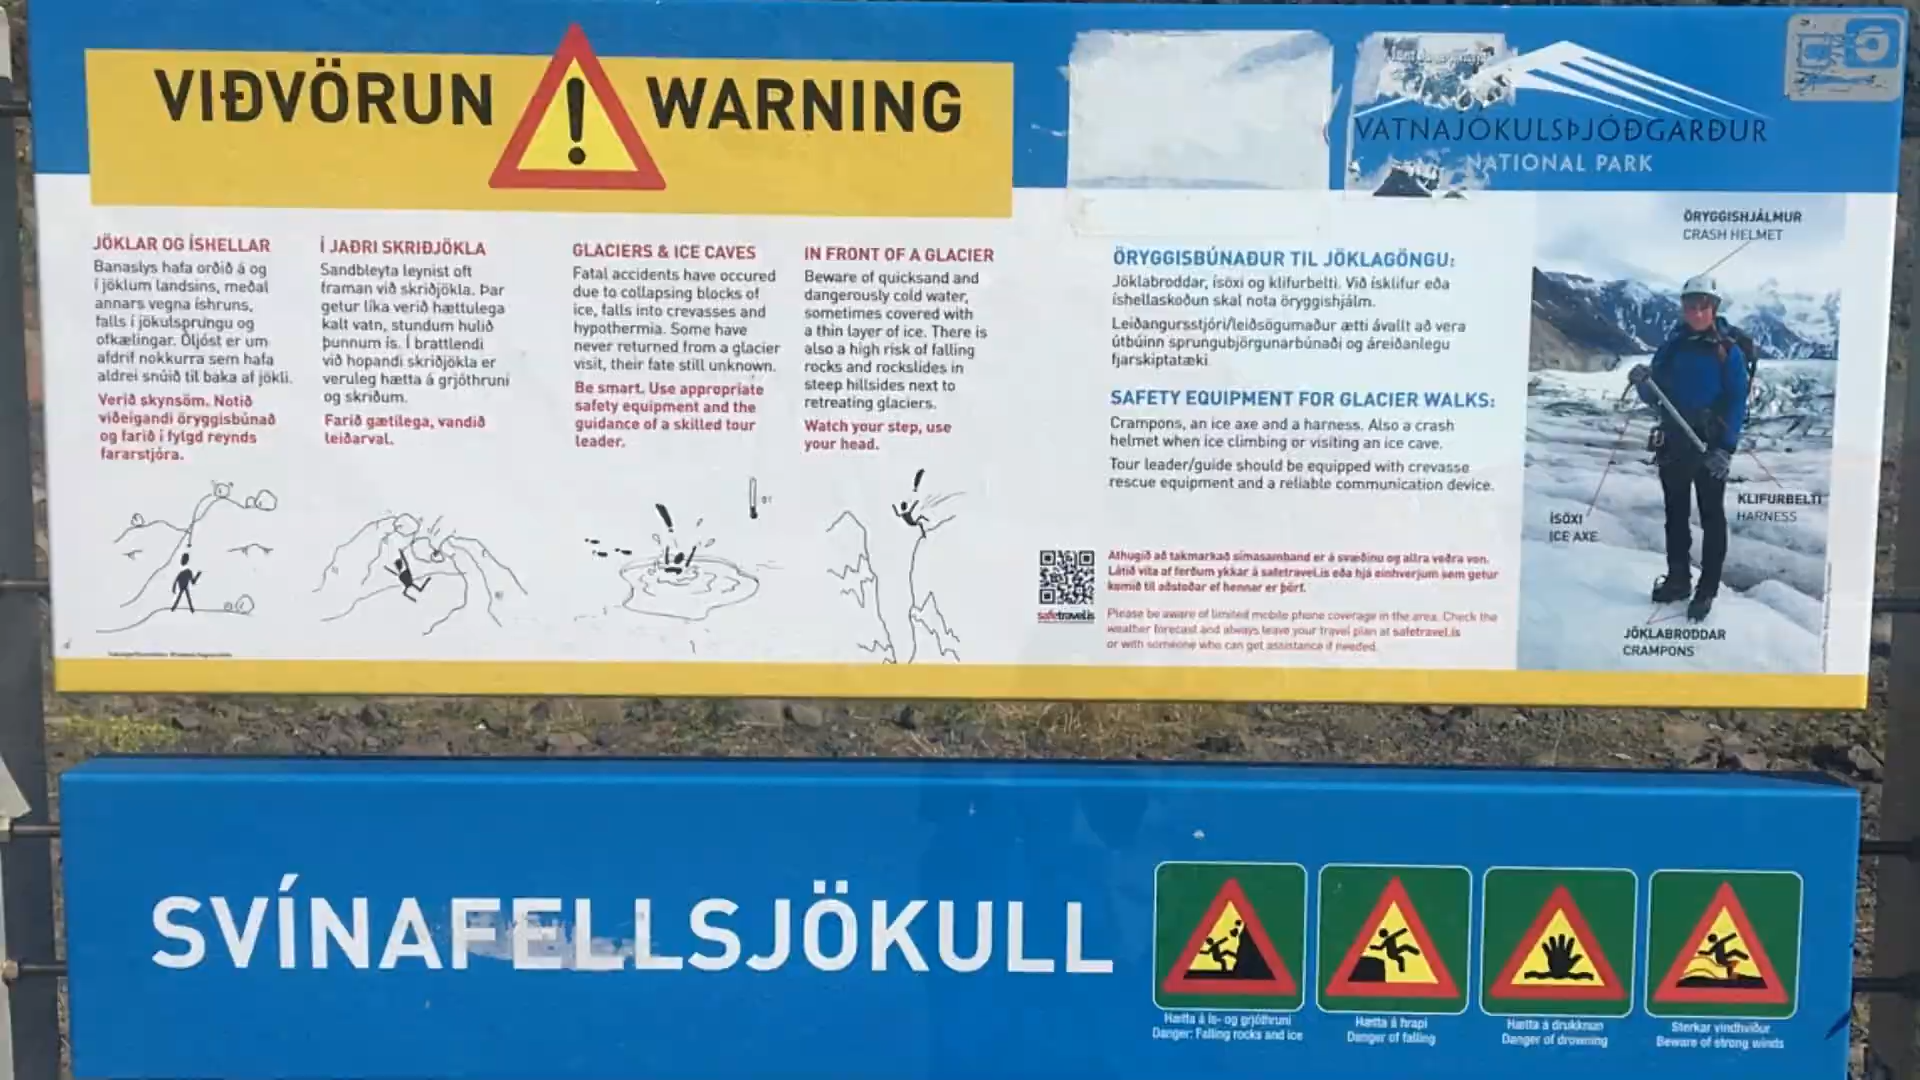 VIÐVÖRUN
WARNING
VATNAJÖKULSÞJÓÐGARÐUR
NATIONAL PARK
JÖKLAR OG ÍSHELLAR
Banaslys hafa orðið á og
í jöklum landsins, meðal
annars vegna íshruns,
falls í jökulsprungu og
ofkælingar. Óljóst er um
afdrif nokkurra sem hafa
aldrei snúið til baka af jökli.
Verið skynsöm. Notið
viðeigandi öryggisbúnað
og farið í fylgd reynds
fararstjóra.
Í JAÐRI SKRIÐJÖKLA
Sandbleyta leynist oft
framan við skriðjökla. Þar
getur líka verið hættulega
kalt vatn, stundum hulið
þunnum ís. Í brattlendi
við hopandi skriðjökla er
veruleg hætta á grjóthruni
og skriðum.
Farið gætilega, vandið
leiðarval.
GLACIERS & ICE CAVES
Fatal accidents have occured
due to collapsing blocks of
ice, falls into crevasses and
hypothermia. Some have
never returned from a glacier
visit, their fate still unknown.
Be smart. Use appropriate
safety equipment and the
guidance of a skilled tour
leader.
IN FRONT OF A GLACIER
Beware of quicksand and
dangerously cold water,
sometimes covered with
a thin layer of ice. There is
also a high risk of falling
rocks and rockslides in
steep hillsides next to
retreating glaciers.
Watch your step, use
your head.
ÖRYGGISBÚNAÐUR TIL JÖKLAGÖNGU:
Jöklabroddar, ísöxi og klifurbelti. Við ísklifur eða
íshellaskoðun skal nota öryggishjálm.
Leiðangursstjóri/leiðsögumaður ætti ávallt að vera
útbúinn sprungubjörgunarbúnaði og áreiðanlegu
fjarskiptatæki.
SAFETY EQUIPMENT FOR GLACIER WALKS:
Crampons, an ice axe and a harness. Also a crash
helmet when ice climbing or visiting an ice cave.
Tour leader/guide should be equipped with crevasse
rescue equipment and a reliable communication device.
safetravel.is
Athugið að takmarkað símasamband er á svæðinu og allra veðra von.
Látið vita af ferðum ykkar á safetravel.is eða hjá einhverjum sem getur
komið til aðstoðar ef hennar er þörf.
Please be aware of limited mobile phone coverage in the area. Check the
weather forecast and always leave your travel plan at safetravel.is
or with someone who can get assistance if needed.
ÖRYGGISHJÁLMUR
CRASH HELMET
KLIFURBELTI
HARNESS
ÍSÖXI
ICE AXE
JÖKLABRODDAR
CRAMPONS
0°
SVÍNAFELLSJÖKULL
Hætta á ís- og grjóthruni
Danger: Falling rocks and ice
Hætta á hrapi
Danger of falling
Hætta á drukknun
Danger of drowning
Sterkar vindhviður
Beware of strong winds